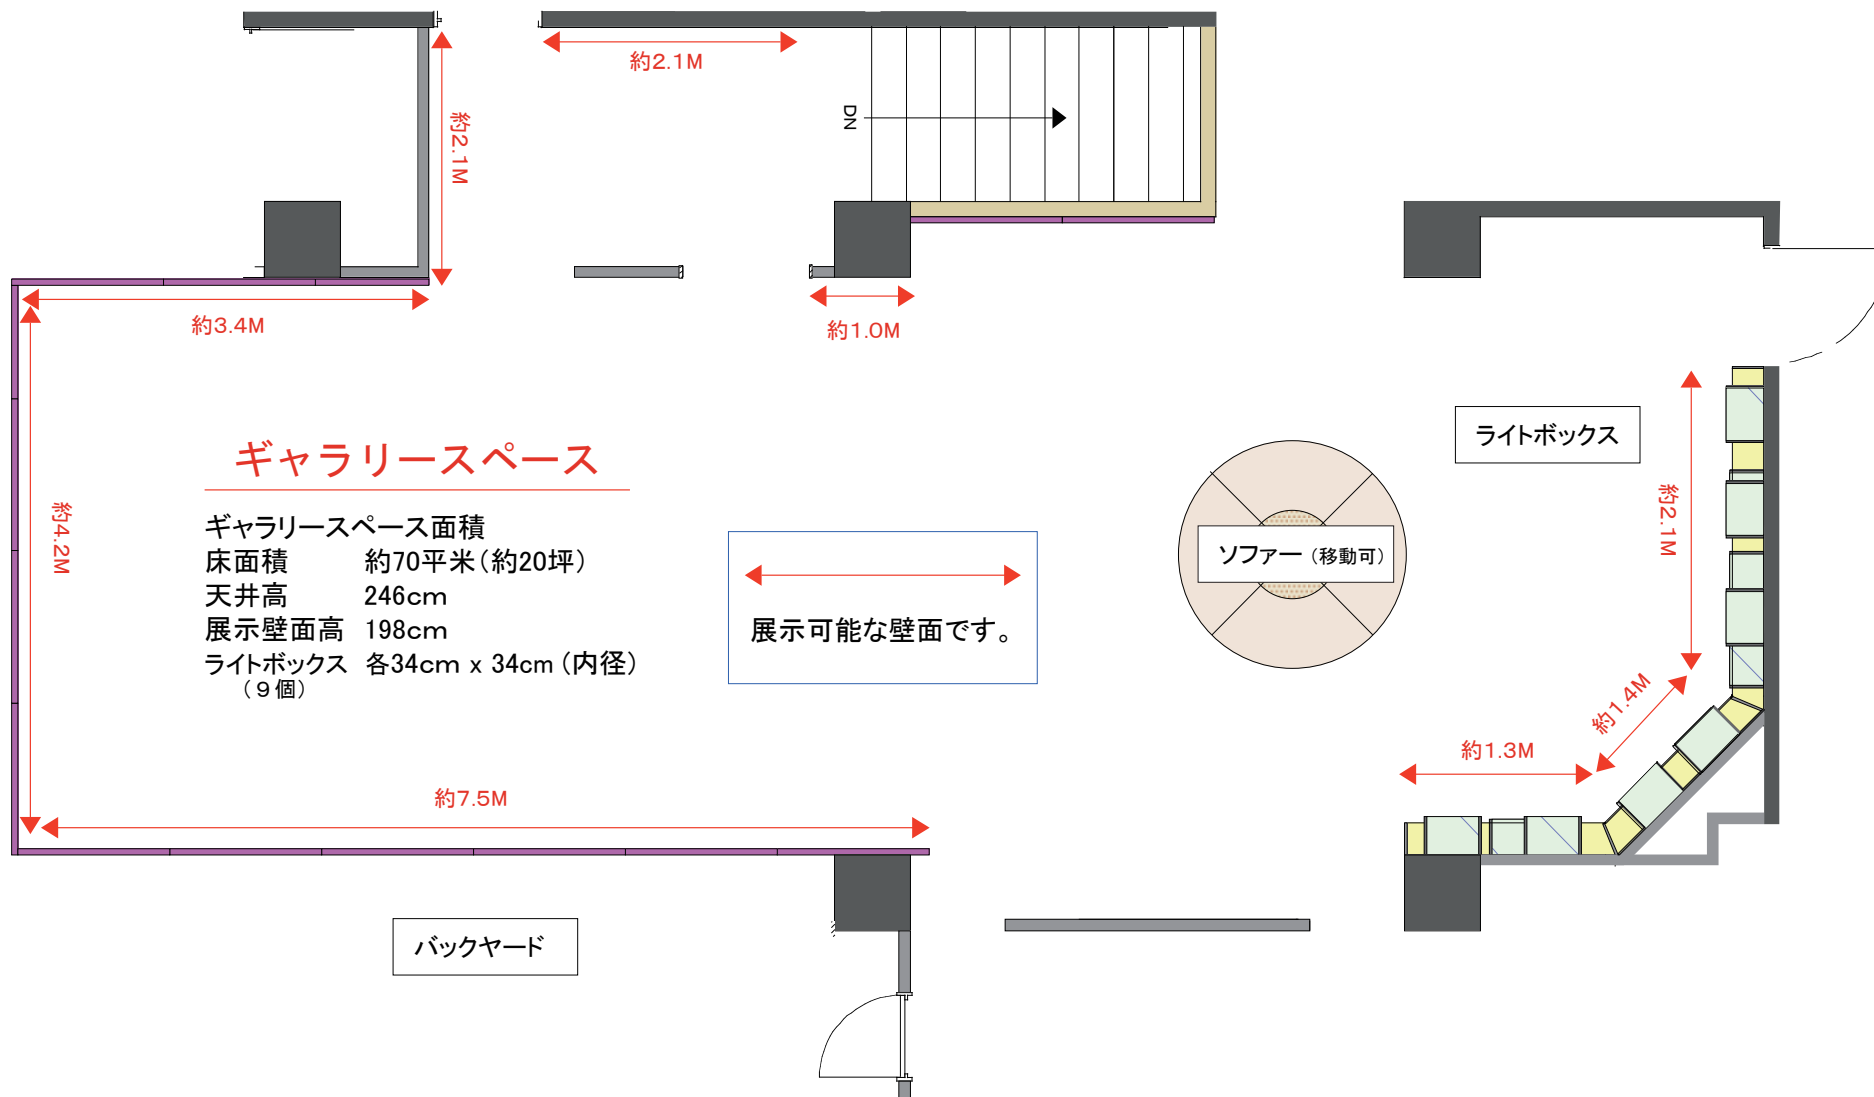 約2.1M
約2.1M
DN
約3.4M
約1.0M
ギャラリースペース
ライトボックス
約4.2M
ギャラリースペース面積
床面積 約70平米(約20坪)
天井高 246cm
展示壁面高 198cm
ライトボックス 各34cm x 34cm (内径)
(9個)
展示可能な壁面です。
ソファー (移動可)
約2.1M
約1.4M
約1.3M
約7.5M
バックヤード